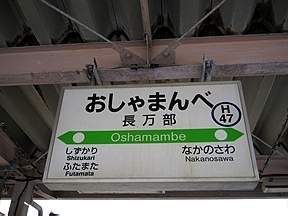 おしゃまんべ
H
47
長万部
Oshamambe
しずかり
Shizukari
ふたまた
Futamata
なかのさわ
Nakanosawa